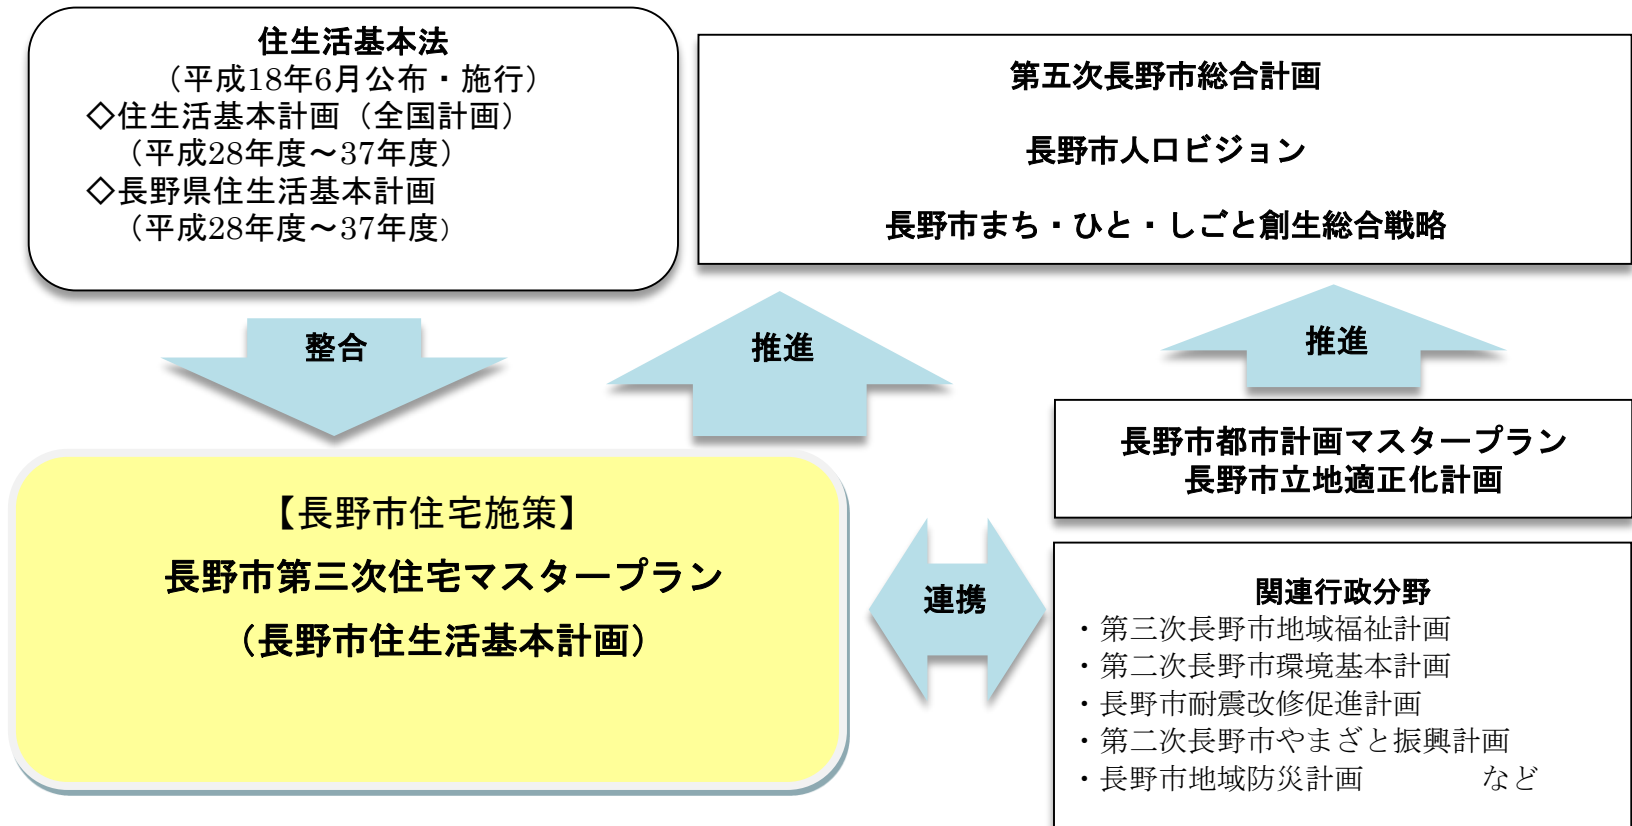 住生活基本法
（平成18年6月公布・施行）
◇住生活基本計画（全国計画）
（平成28年度～37年度）
◇長野県住生活基本計画
（平成28年度～37年度）
第五次長野市総合計画
長野市人口ビジョン
長野市まち・ひと・しごと創生総合戦略
整合
推進
推進
長野市都市計画マスタープラン
長野市立地適正化計画
【長野市住宅施策】
長野市第三次住宅マスタープラン
（長野市住生活基本計画）
連携
関連行政分野
・第三次長野市地域福祉計画
・第二次長野市環境基本計画
・長野市耐震改修促進計画
・第二次長野市やまざと振興計画
・長野市地域防災計画　　　　など